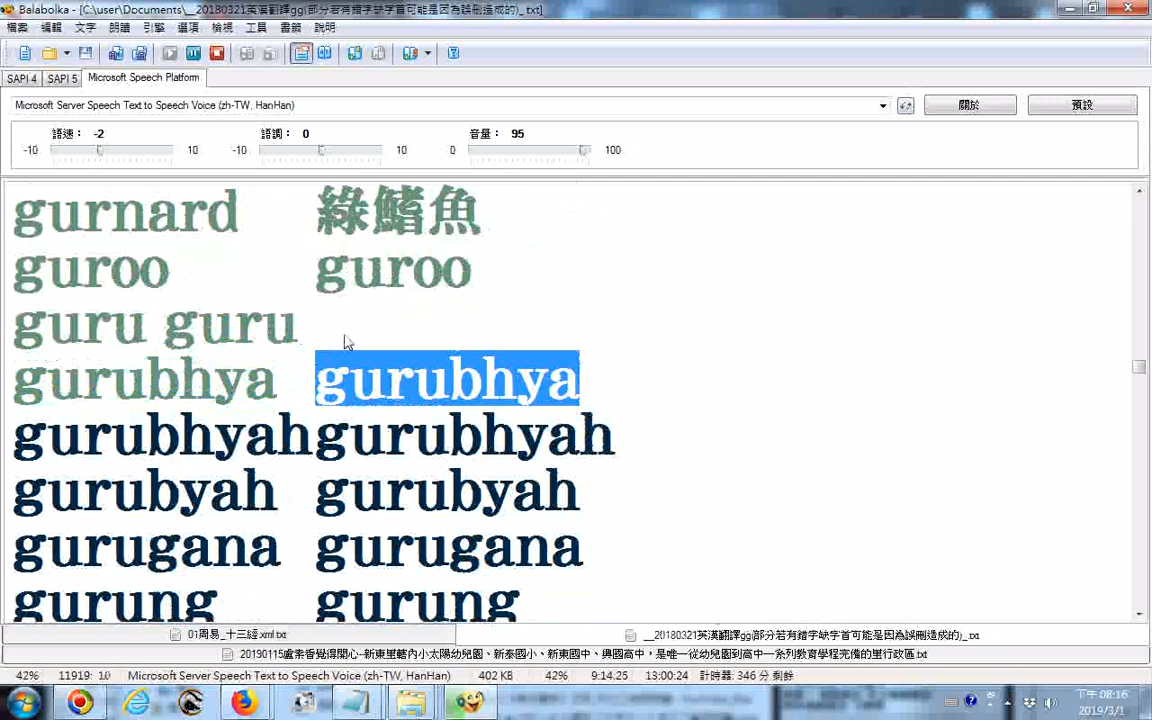 Balabolka - [C:\user\Documents\__20180321英漢翻譯gg(部分若有錯字缺字首可能是因為誤刪造成的)_.txt]
檔案 編輯 文字 朗讀 引擎 選項 檢視 工具 書籤 說明
SAPI 4 SAPI 5 Microsoft Speech Platform
Microsoft Server Speech Text to Speech Voice (zh-TW, HanHan) 關於 預設
語速： -2 語調： 0 音量： 95
-10 10 -10 10 0 100
gurnard 綠鰭魚
guroo guroo
guru guru
gurubhya gurubhya
gurubhyah gurubhyah
gurubyah gurubyah
gurugana gurugana
gurung gurung
01周易_十三經.xml.txt __20180321英漢翻譯gg(部分若有錯字缺字首可能是因為誤刪造成的)_.txt
20190115盧素香覺得開心--新東里轄內小太陽幼兒園、新泰國小、新東國中、興國高中，是唯一從幼兒園到高中一系列教育學程完備的里行政區.txt
42% 11919: 10 Microsoft Server Speech Text to Speech Voice (zh-TW, HanHan) 402 KB 42% 9:14.25 13:00:24 計時器: 346 分 剩餘
下午 08:16
2019/3/1